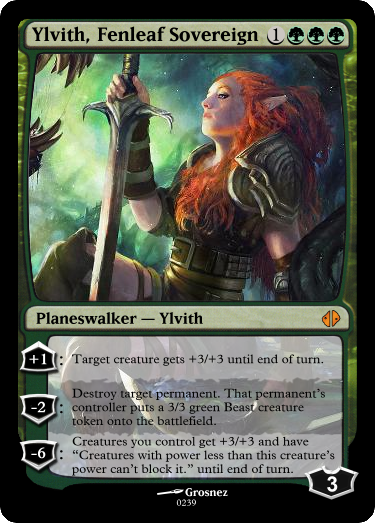 Ylvith, Fenleaf Sovereign 1
Planeswalker — Ylvith
+1: Target creature gets +3/+3 until end of turn.
-2: Destroy target permanent. That permanent's
controller puts a 3/3 green Beast creature
token onto the battlefield.
-6: Creatures you control get +3/+3 and have
“Creatures with power less than this creature's
power can't block it.” until end of turn.
3
Grosnez
0239